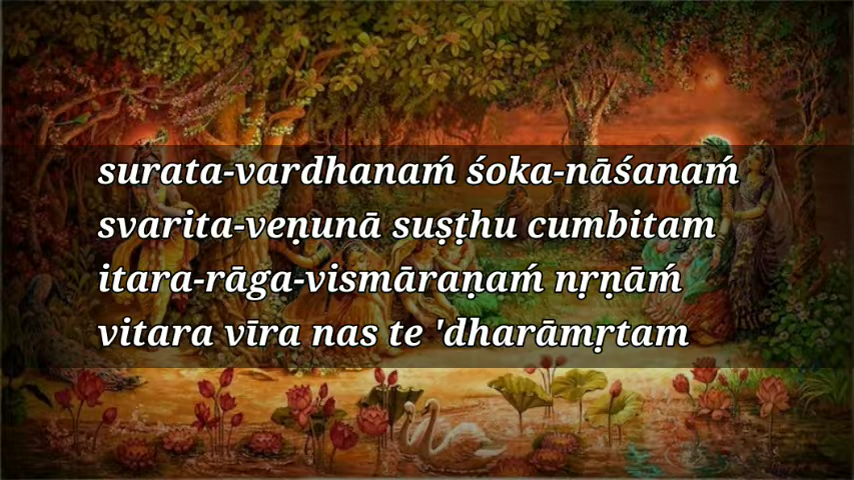 surata-vardhanaḿ śoka-nāśanaḿ
svarita-veṇunā suṣṭhu cumbitam
itara-rāga-vismāraṇaḿ nṛṇāḿ
vitara vīra nas te 'dharāmṛtam